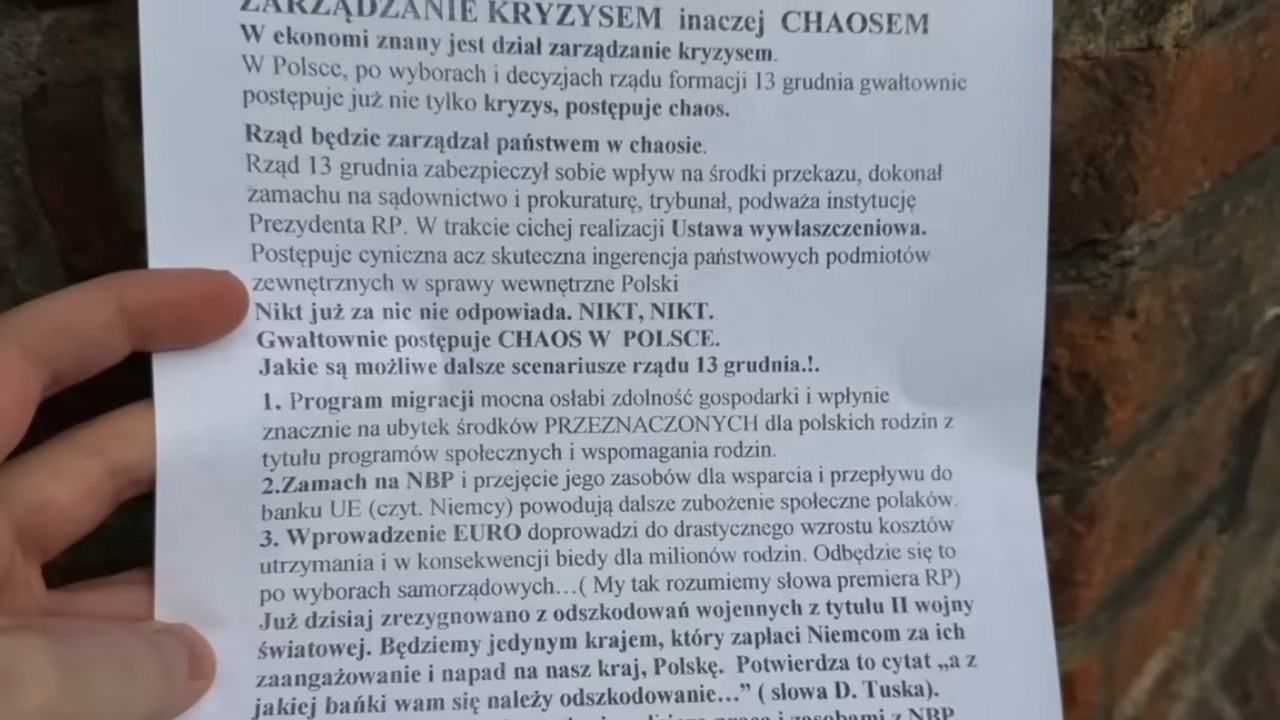 ZARZĄDZANIE KRYZYSEM inaczej CHAOSEM
W ekonomi znany jest dział zarządzanie kryzysem.
W Polsce, po wyborach i decyzjach rządu formacji 13 grudnia gwałtownie
postępuje już nie tylko kryzys, postępuje chaos.
Rząd będzie zarządzał państwem w chaosie.
Rząd 13 grudnia zabezpieczył sobie wpływ na środki przekazu, dokonał
zamachu na sądownictwo i prokuraturę, trybunał, podważa instytucję
Prezydenta RP. W trakcie cichej realizacji Ustawa wywłaszczeniowa.
Postępuje cyniczna acz skuteczna ingerencja państwowych podmiotów
zewnętrznych w sprawy wewnętrzne Polski
Nikt już za nic nie odpowiada. NIKT, NIKT.
Gwałtownie postępuje CHAOS W POLSCE.
Jakie są możliwe dalsze scenariusze rządu 13 grudnia.!.
1. Program migracji mocna osłabi zdolność gospodarki i wpłynie
znacznie na ubytek środków PRZEZNACZONYCH dla polskich rodzin z
tytułu programów społecznych i wspomagania rodzin.
2.Zamach na NBP i przejęcie jego zasobów dla wsparcia i przepływu do
banku UE (czyt. Niemcy) powodują dalsze zubożenie społeczne polaków.
3. Wprowadzenie EURO doprowadzi do drastycznego wzrostu kosztów
utrzymania i w konsekwencji biedy dla milionów rodzin. Odbędzie się to
po wyborach samorządowych…( My tak rozumiemy słowa premiera RP)
Już dzisiaj zrezygnowano z odszkodowań wojennych z tytułu II wojny
światowej. Będziemy jedynym krajem, który zapłaci Niemcom za ich
zaangażowanie i napad na nasz kraj, Polskę. Potwierdza to cytat „a z
jakiej bańki wam się należy odszkodowanie…” ( słowa D. Tuska).
i zasobami z NBP